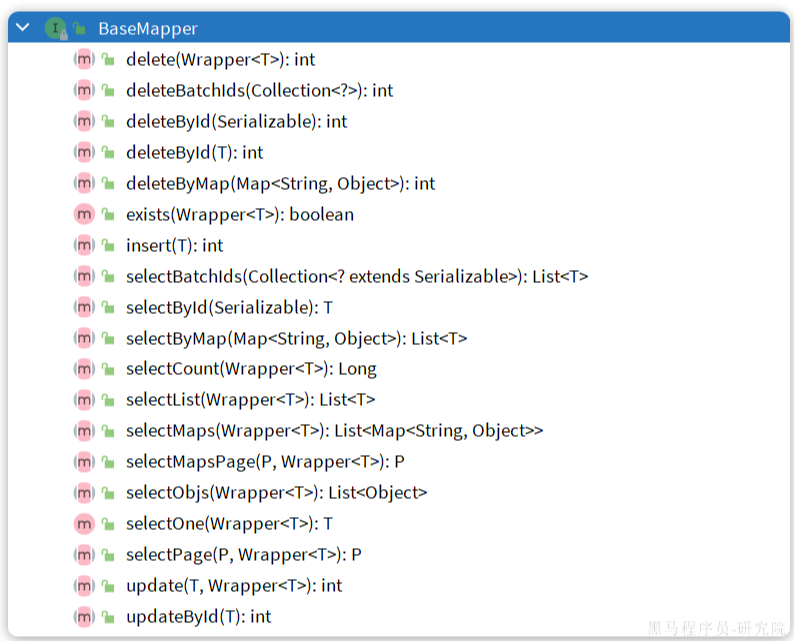 BaseMapper
delete(Wrapper<T>): int
deleteBatchIds(Collection<?>): int
deleteById(Serializable): int
deleteById(T): int
deleteByMap(Map<String, Object>): int
exists(Wrapper<T>): boolean
insert(T): int
selectBatchIds(Collection<? extends Serializable>): List<T>
selectById(Serializable): T
selectByMap(Map<String, Object>): List<T>
selectCount(Wrapper<T>): Long
selectList(Wrapper<T>): List<T>
selectMaps(Wrapper<T>): List<Map<String, Object>>
selectMapsPage(P, Wrapper<T>): P
selectObjs(Wrapper<T>): List<Object>
selectOne(Wrapper<T>): T
selectPage(P, Wrapper<T>): P
update(T, Wrapper<T>): int
updateById(T): int
黑马程序员-研究院